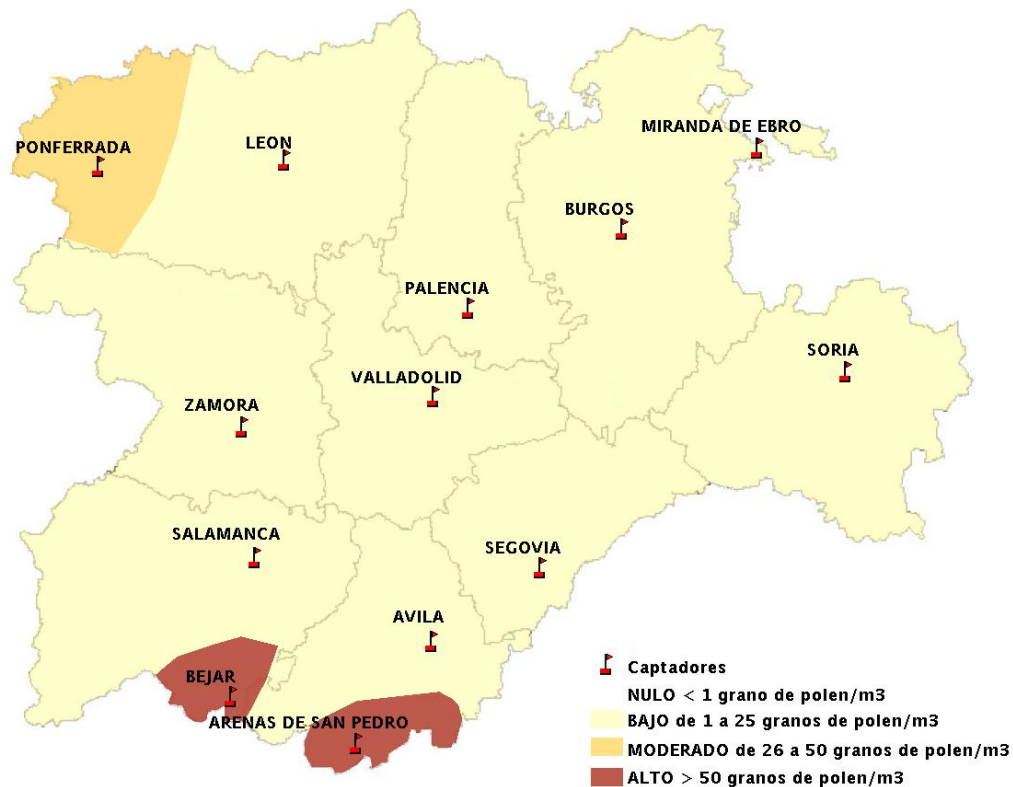 MIRANDA DE EBRO
PONFERRADA
LEON
BURGOS
PALENCIA
SORIA
VALLADOLID
ZAMORA
SALAMANCA
SEGOVIA
AVILA
BEJAR
ARENAS DE SAN PEDRO
Captadores
NULO < 1 grano de polen/m3
BAJO de 1 a 25 granos de polen/m3
MODERADO de 26 a 50 granos de polen/m3
ALTO > 50 granos de polen/m3